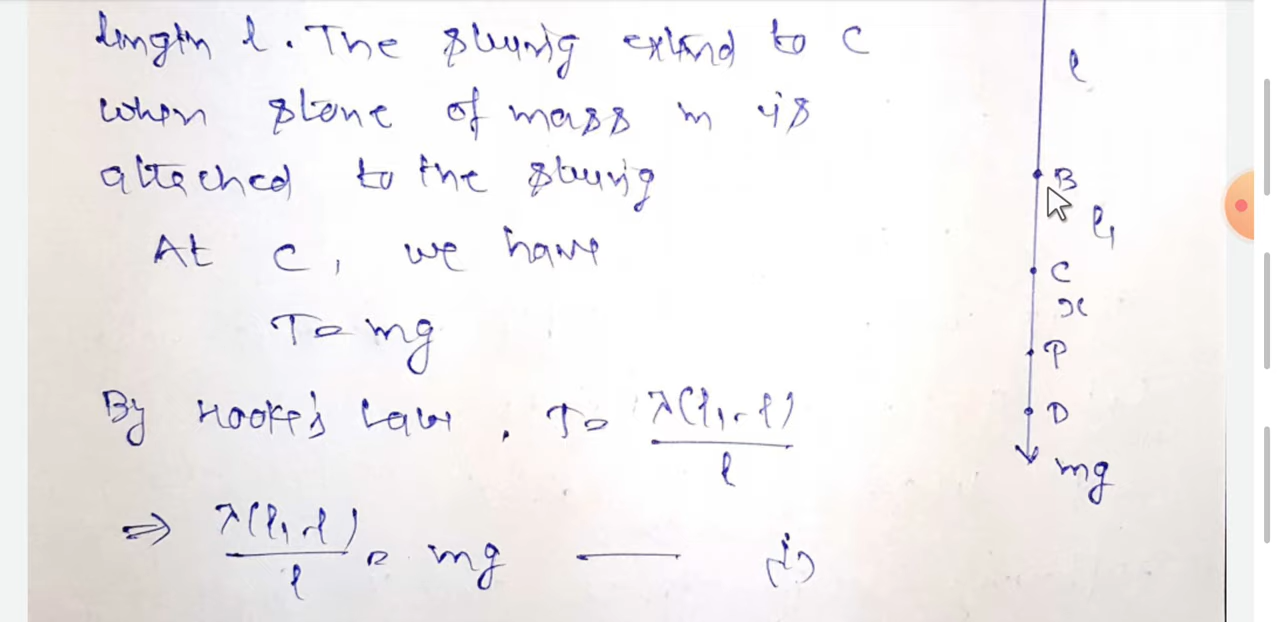 length l. The string extend to C
l
when stone of mass m is
attached to the string
B
l₁
At C, we have
C
x
T = mg
P
By Hooke's Law, T = λ(l₁-l)/l
D
mg
⇒ λ(l₁-l)/l = mg —— (i)